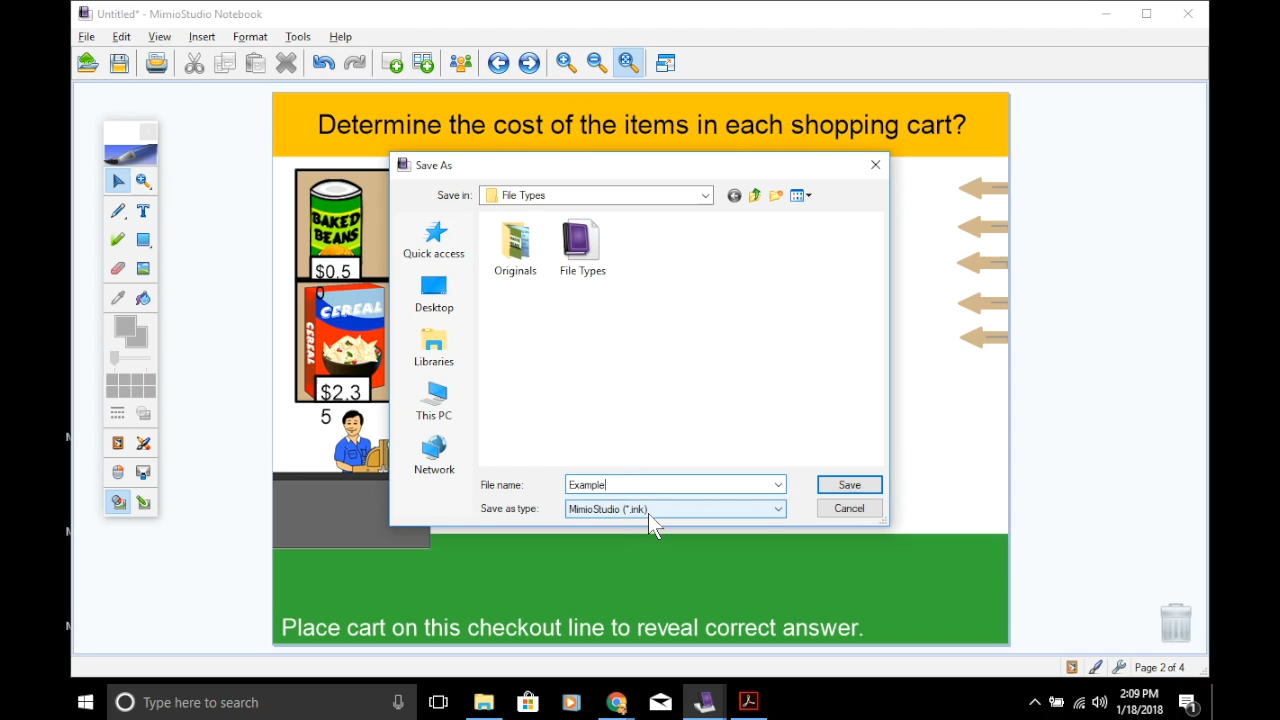 Untitled* - MimioStudio Notebook
File Edit View Insert Format Tools Help
Determine the cost of the items in each shopping cart?
BAKED
BEANS
$0.5
0
CEREAL
CEREAL
$2.3
5
Save As
Save in: File Types
Quick access
Desktop
Libraries
This PC
Network
Originals
File Types
File name: Example
Save
Save as type: MimioStudio (*.ink)
Cancel
Place cart on this checkout line to reveal correct answer.
Page 2 of 4
Type here to search
2:09 PM
1/18/2018
1